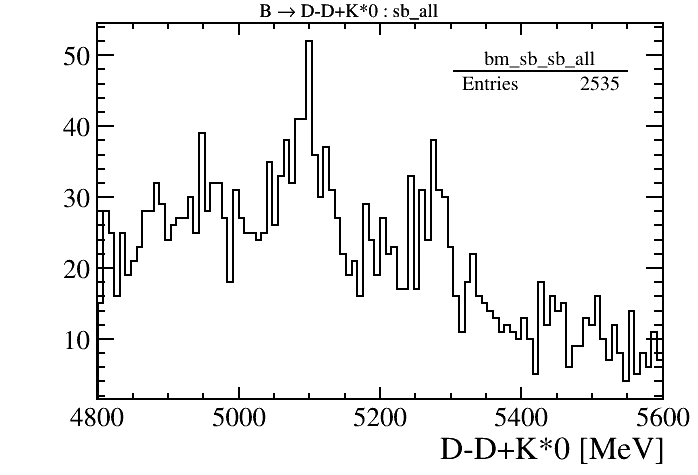 B → D-D+K*0 : sb_all
bm_sb_sb_all
Entries 2535
50
40
30
20
10
4800 5000 5200 5400 5600
D-D+K*0 [MeV]